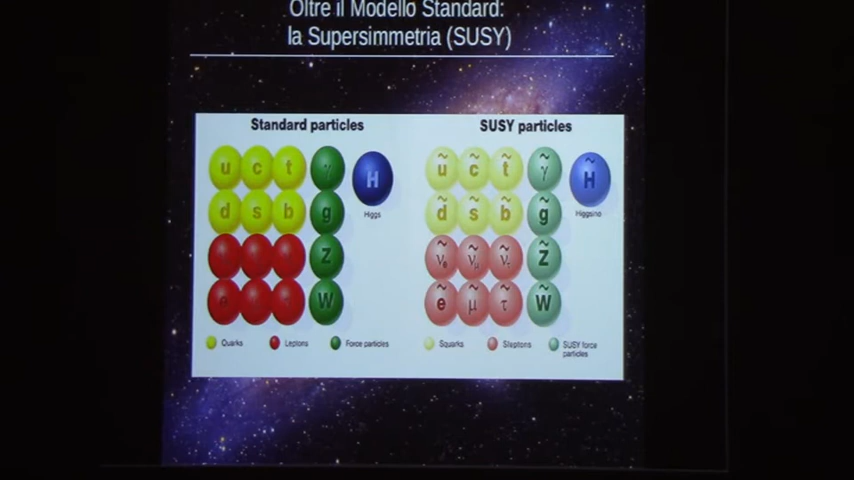 Oltre il Modello Standard:
la Supersimmetria (SUSY)
Standard particles
u c t γ H
Higgs
d s b g
Z
e W
Quarks Leptons Force particles
SUSY particles
ũ c̃ t̃ γ̃ H̃
Higgsino
d̃ s̃ b̃ g̃
ν̃e ν̃μ ν̃τ Z̃
ẽ μ̃ τ̃ W̃
Squarks Sleptons SUSY force
particles